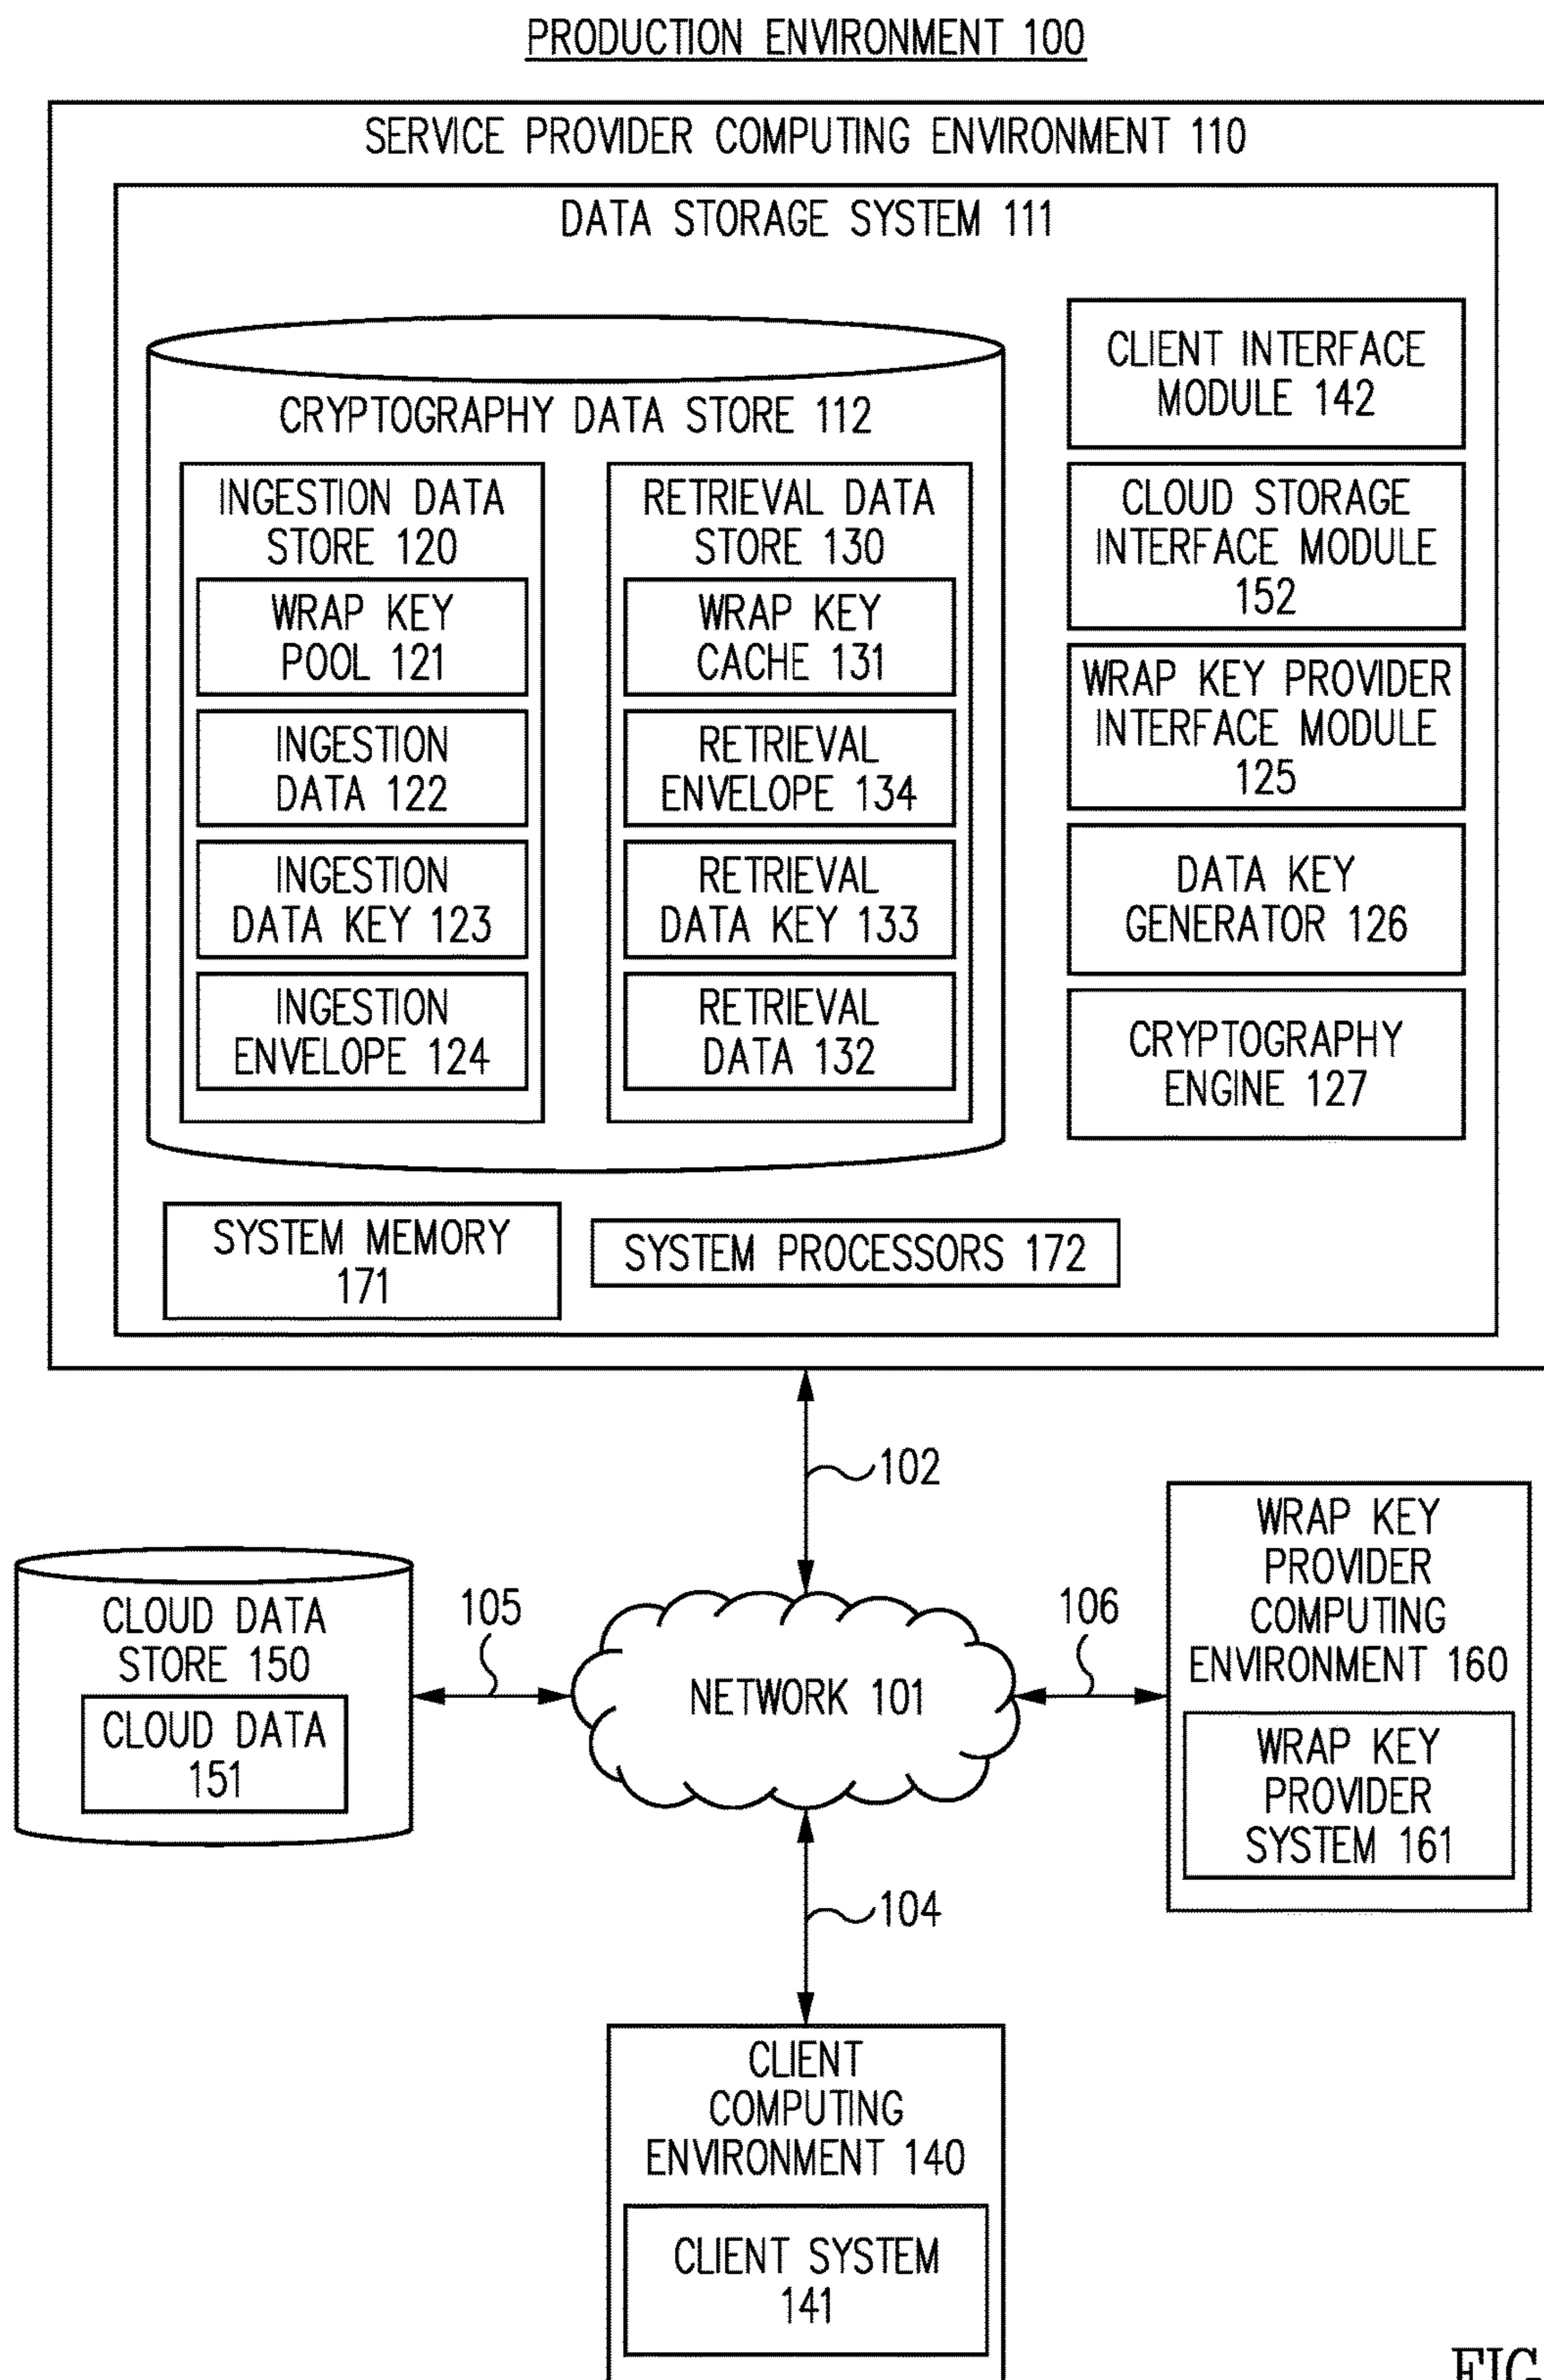 PRODUCTION ENVIRONMENT 100
SERVICE PROVIDER COMPUTING ENVIRONMENT 110
DATA STORAGE SYSTEM 111
CRYPTOGRAPHY DATA STORE 112
INGESTION DATA
STORE 120
WRAP KEY
POOL 121
INGESTION
DATA 122
INGESTION
DATA KEY 123
INGESTION
ENVELOPE 124
RETRIEVAL DATA
STORE 130
WRAP KEY
CACHE 131
RETRIEVAL
ENVELOPE 134
RETRIEVAL
DATA KEY 133
RETRIEVAL
DATA 132
CLIENT INTERFACE
MODULE 142
CLOUD STORAGE
INTERFACE MODULE
152
WRAP KEY PROVIDER
INTERFACE MODULE
125
DATA KEY
GENERATOR 126
CRYPTOGRAPHY
ENGINE 127
SYSTEM MEMORY
171
SYSTEM PROCESSORS 172
102
CLOUD DATA
STORE 150
CLOUD DATA
151
105
NETWORK 101
106
WRAP KEY
PROVIDER
COMPUTING
ENVIRONMENT 160
WRAP KEY
PROVIDER
SYSTEM 161
104
CLIENT
COMPUTING
ENVIRONMENT 140
CLIENT SYSTEM
141
FIG